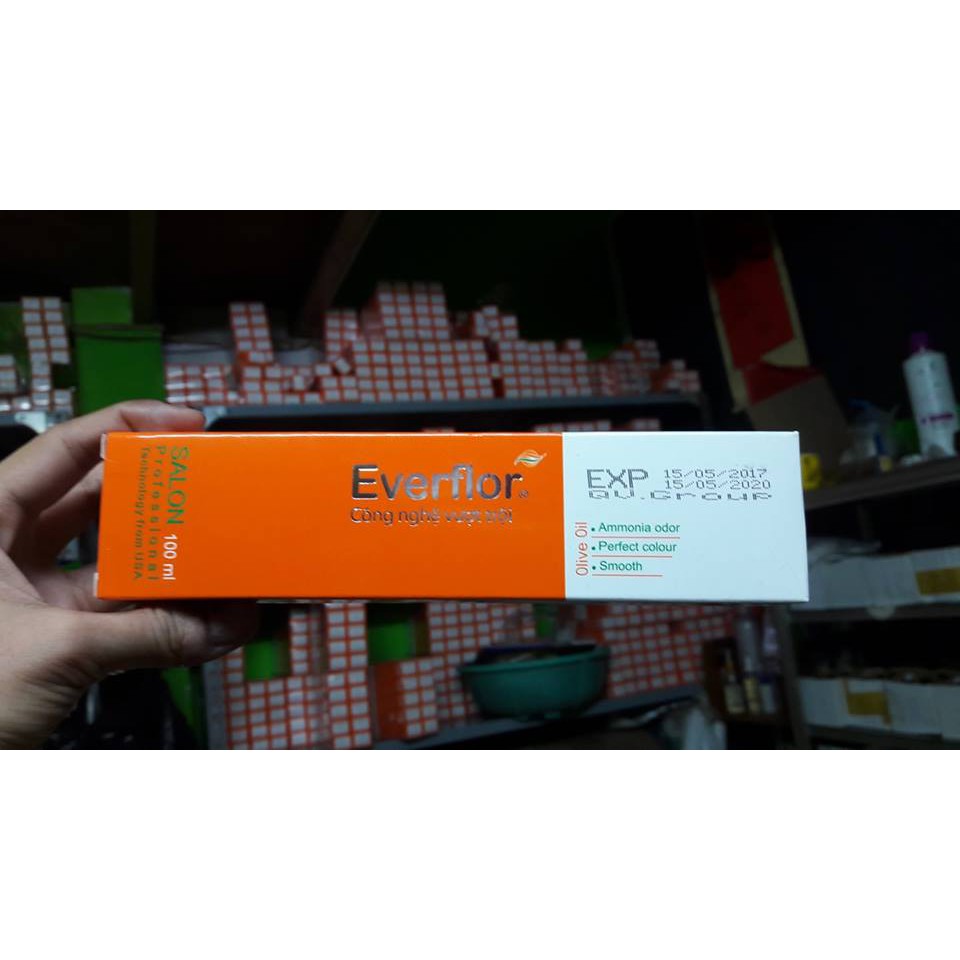 SALON 100 ml
Professional
Technology from USA
Everflor®
Công nghệ vượt trội
EXP 15/05/2017
15/05/2020
QV.Group
Olive Oil
• Ammonia odor
• Perfect colour
• Smooth